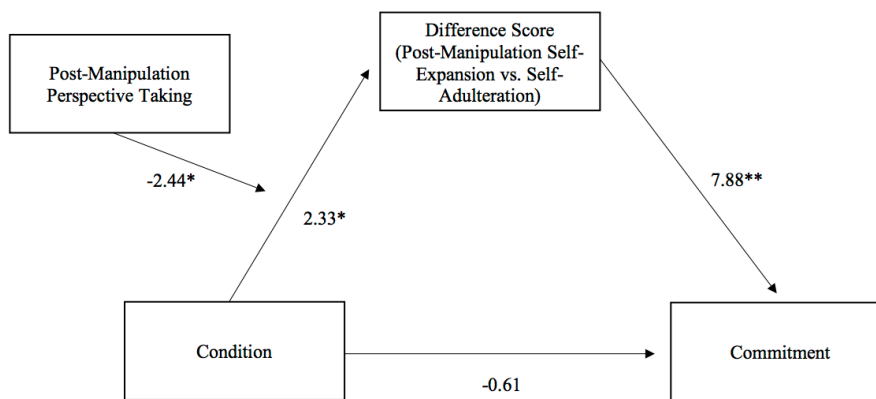 Difference Score
(Post-Manipulation Self-
Expansion vs. Self-
Adulteration)
Post-Manipulation
Perspective Taking
-2.44*
2.33*
7.88**
Condition
Commitment
-0.61